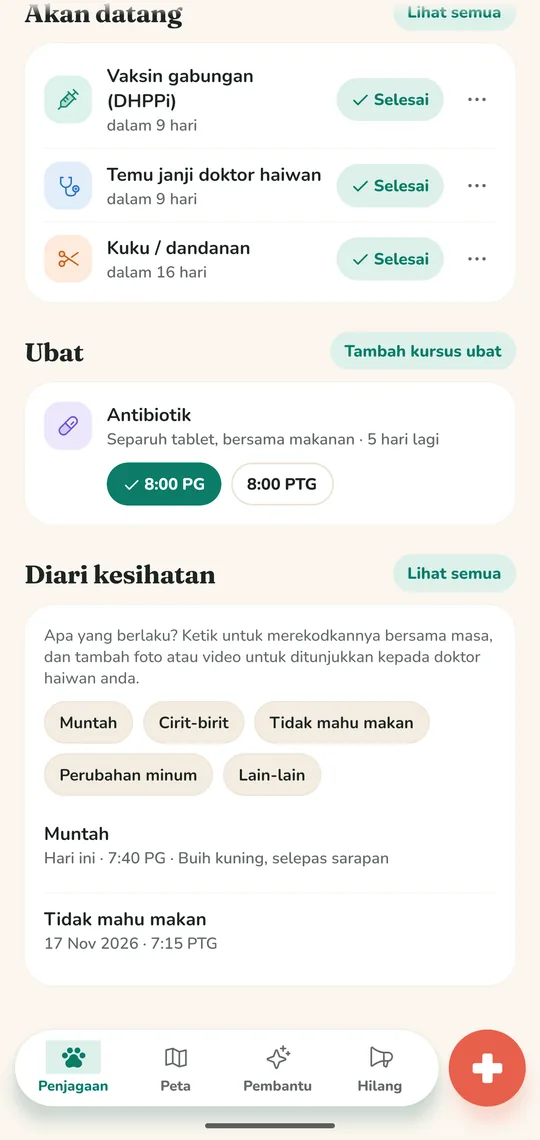 Akan datang
Lihat semua
Vaksin gabungan
(DHPPi)
dalam 9 hari
Selesai
Temu janji doktor haiwan
dalam 9 hari
Selesai
Kuku / dandanan
dalam 16 hari
Selesai
Ubat
Tambah kursus ubat
Antibiotik
Separuh tablet, bersama makanan · 5 hari lagi
8:00 PG
8:00 PTG
Diari kesihatan
Lihat semua
Apa yang berlaku? Ketik untuk merekodkannya bersama masa,
dan tambah foto atau video untuk ditunjukkan kepada doktor
haiwan anda.
Muntah
Cirit-birit
Tidak mahu makan
Perubahan minum
Lain-lain
Muntah
Hari ini · 7:40 PG · Buih kuning, selepas sarapan
Tidak mahu makan
17 Nov 2026 · 7:15 PTG
Penjagaan
Peta
Pembantu
Hilang